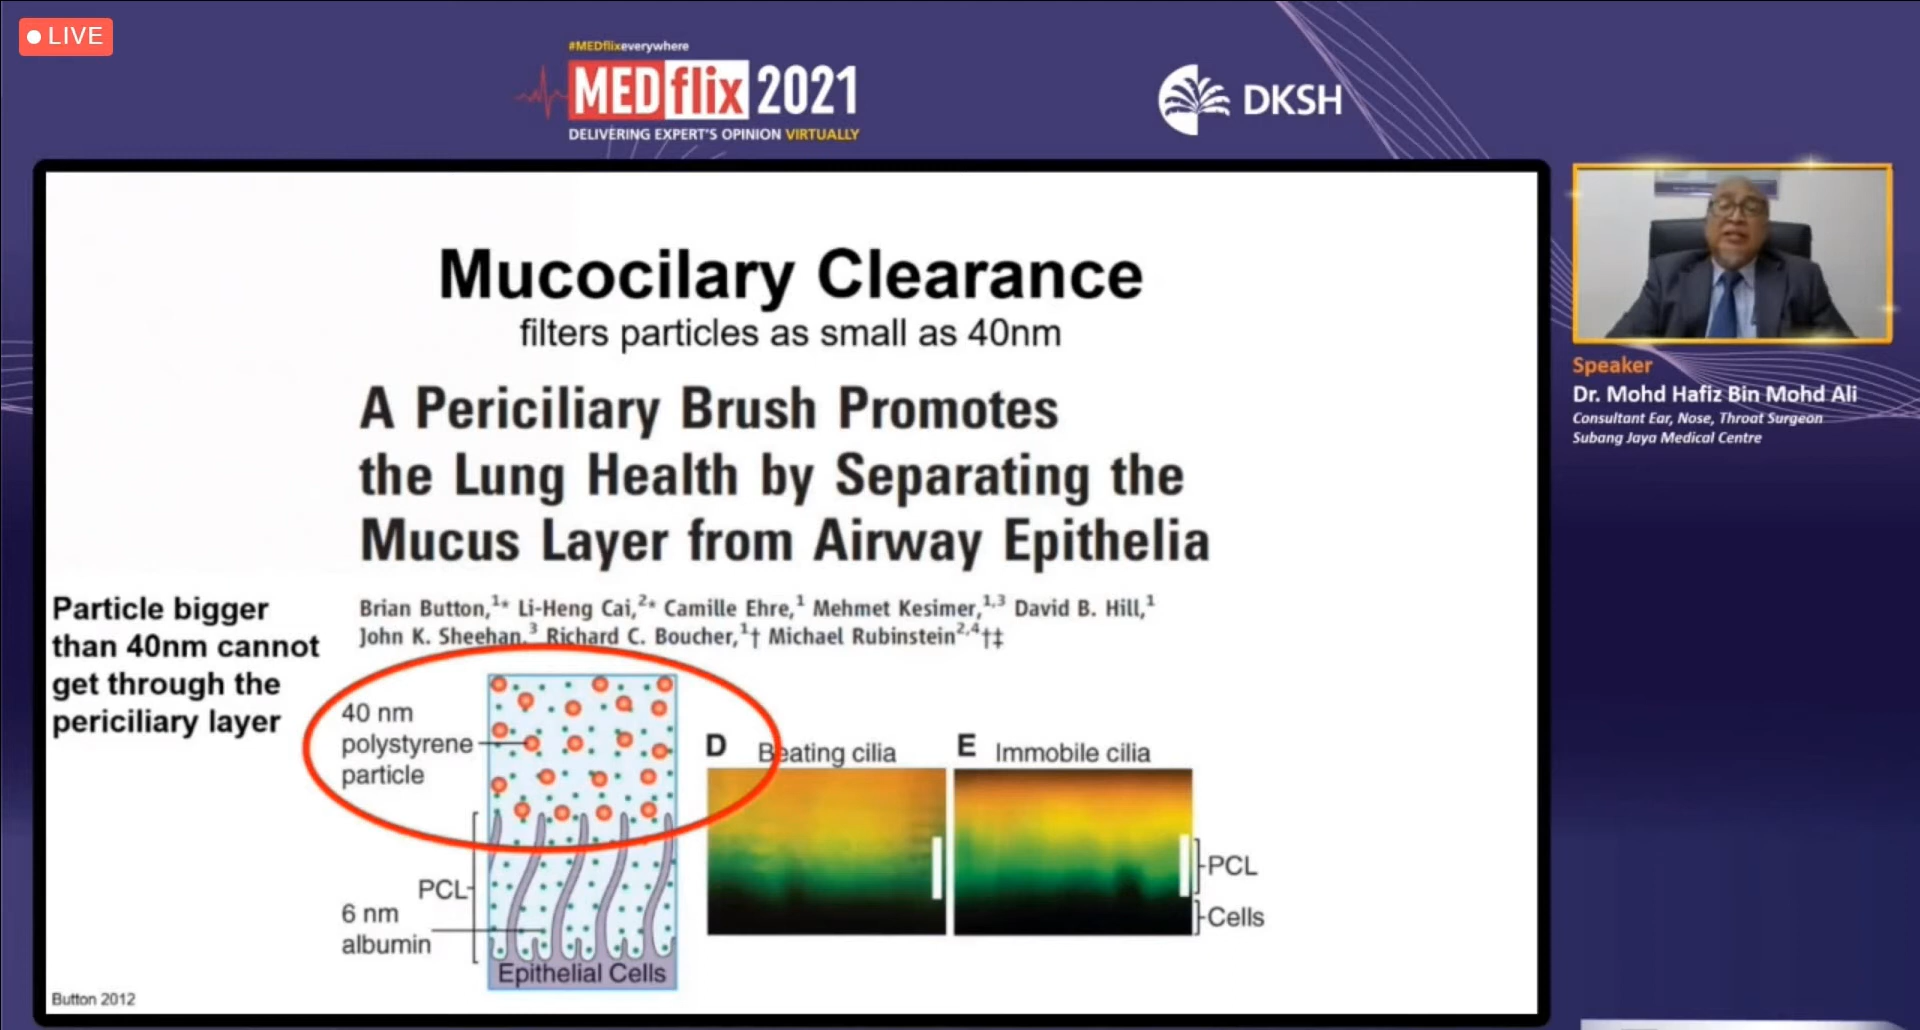 LIVE
#MEDflixeverywhere
MEDflix 2021
DELIVERING EXPERT'S OPINION VIRTUALLY
DKSH
Mucocilary Clearance
filters particles as small as 40nm
A Periciliary Brush Promotes
the Lung Health by Separating the
Mucus Layer from Airway Epithelia
Brian Button,¹* Li-Heng Cai,²* Camille Ehre,¹ Mehmet Kesimer,¹,³ David B. Hill,¹
John K. Sheehan,³ Richard C. Boucher,¹† Michael Rubinstein²,⁴†‡
Particle bigger
than 40nm cannot
get through the
periciliary layer
40 nm
polystyrene
particle
PCL
6 nm
albumin
Epithelial Cells
D Beating cilia
E Immobile cilia
PCL
Cells
Button 2012
Speaker
Dr. Mohd Hafiz Bin Mohd Ali
Consultant Ear, Nose, Throat Surgeon
Subang Jaya Medical Centre